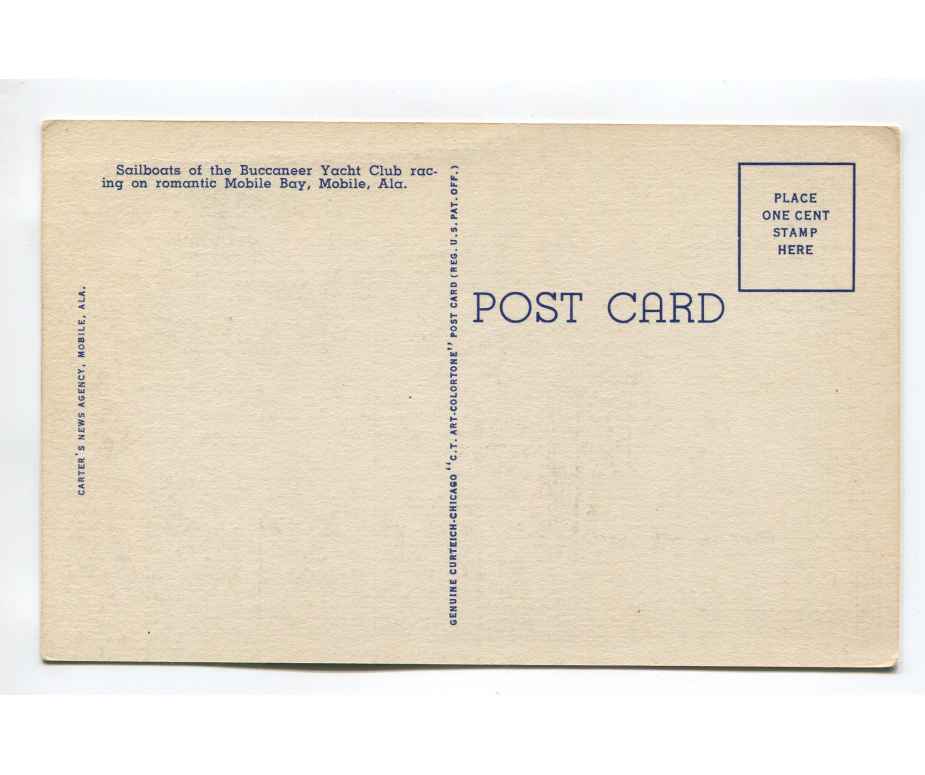 Sailboats of the Buccaneer Yacht Club rac-
ing on romantic Mobile Bay, Mobile, Ala.
CARTER'S NEWS AGENCY, MOBILE, ALA.
GENUINE CURTEICH-CHICAGO "C.T. ART-COLORTONE" POST CARD (REG. U.S. PAT. OFF.)
POST CARD
PLACE
ONE CENT
STAMP
HERE